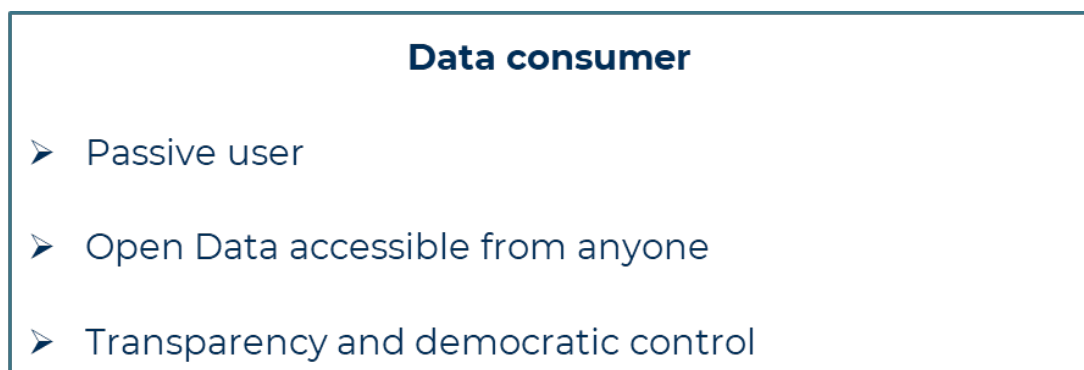 Data consumer
➢ Passive user
➢ Open Data accessible from anyone
➢ Transparency and democratic control